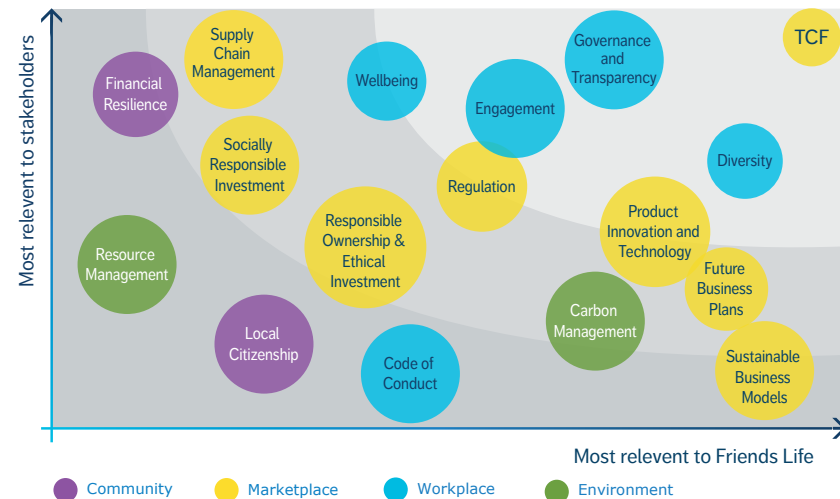 Most relevent to stakeholders
Supply
Chain
Management
Financial
Resilience
Wellbeing
Governance
and
Transparency
TCF
Engagement
Socially
Responsible
Investment
Regulation
Diversity
Responsible
Ownership &
Ethical
Investment
Product
Innovation and
Technology
Resource
Management
Future
Business
Plans
Local
Citizenship
Code of
Conduct
Carbon
Management
Sustainable
Business
Models
Most relevent to Friends Life
Community
Marketplace
Workplace
Environment